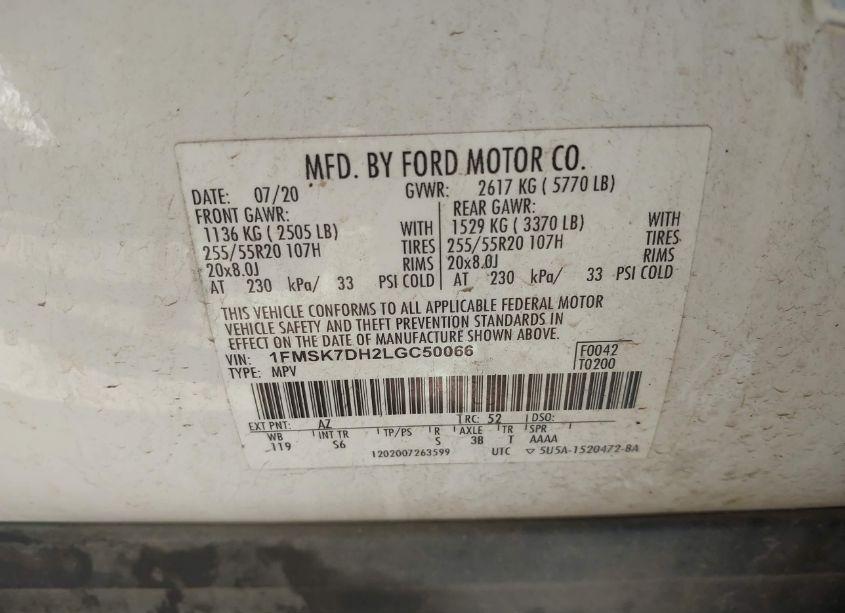 MFD. BY FORD MOTOR CO.
DATE: 07/20 GVWR: 2617 KG ( 5770 LB)
FRONT GAWR: REAR GAWR:
1136 KG ( 2505 LB) WITH 1529 KG ( 3370 LB) WITH
255/55R20 107H TIRES 255/55R20 107H TIRES
20x8.0J RIMS 20x8.0J RIMS
AT 230 kPa/ 33 PSI COLD AT 230 kPa/ 33 PSI COLD
THIS VEHICLE CONFORMS TO ALL APPLICABLE FEDERAL MOTOR
VEHICLE SAFETY AND THEFT PREVENTION STANDARDS IN
EFFECT ON THE DATE OF MANUFACTURE SHOWN ABOVE.
VIN: 1FMSK7DH2LGC50066 F0042
TYPE: MPV T0200
EXT PNT: AZ RC: 52 DSO:
WB INT TR TP/PS R AXLE TR SPR
119 S6 S 3B T AAAA
1202007263599 UTC ▽ 5U5A-1520472-BA